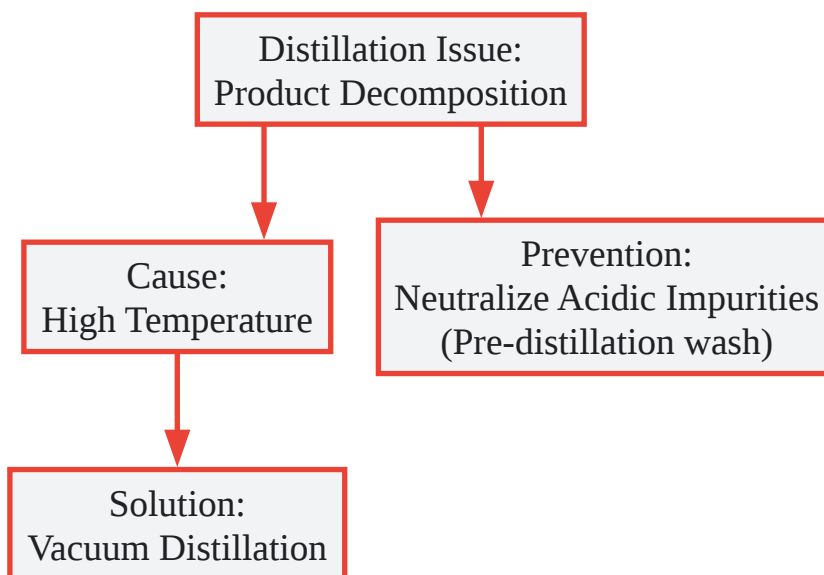 Distillation Issue:
Product Decomposition
Cause:
High Temperature
Prevention:
Neutralize Acidic Impurities
(Pre-distillation wash)
Solution:
Vacuum Distillation